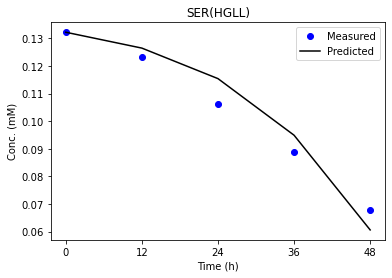 SER(HGLL)
Measured
Predicted
Conc. (mM)
0.13
0.12
0.11
0.10
0.09
0.08
0.07
0.06
0
12
24
36
48
Time (h)